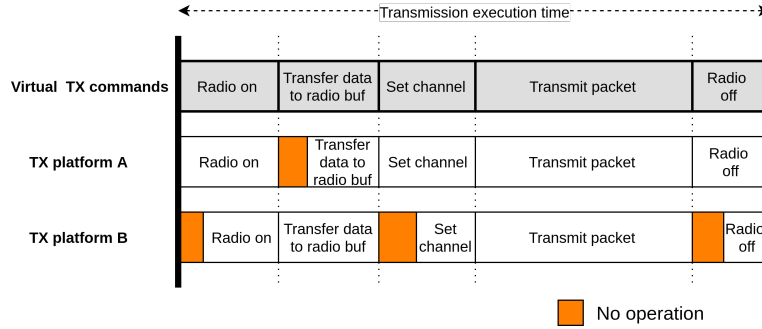 Transmission execution time
Virtual TX commands
Radio on
Transfer data
to radio buf
Set channel
Transmit packet
Radio
off
TX platform A
Radio on
Transfer
data to
radio buf
Set channel
Transmit packet
Radio
off
TX platform B
Radio on
Transfer data
to radio buf
Set
channel
Transmit packet
Radio
off
No operation